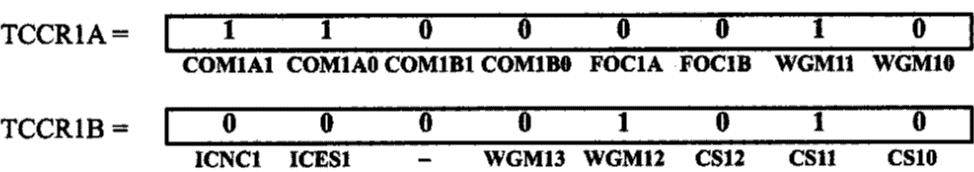 TCCR1A = 1 1 0 0 0 0 1 0
COM1A1 COM1A0 COM1B1 COM1B0 FOC1A FOC1B WGM11 WGM10
TCCR1B = 0 0 0 0 1 0 1 0
ICNC1 ICES1 – WGM13 WGM12 CS12 CS11 CS10